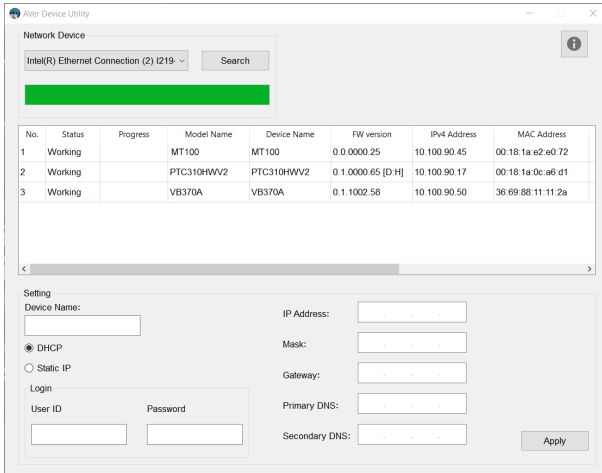 AVer Device Utility
Network Device
Intel(R) Ethernet Connection (2) I219-
Search
No. Status Progress Model Name Device Name FW version IPv4 Address MAC Address
1 Working MT100 MT100 0.0.0000.25 10.100.90.45 00:18:1a:e2:e0:72
2 Working PTC310HWV2 PTC310HWV2 0.1.0000.65 [D:H] 10.100.90.17 00:18:1a:0c:a6:d1
3 Working VB370A VB370A 0.1.1002.58 10.100.90.50 36:69:88:11:11:2a
Setting
Device Name:
DHCP
Static IP
Login
User ID Password
IP Address:
Mask:
Gateway:
Primary DNS:
Secondary DNS:
Apply